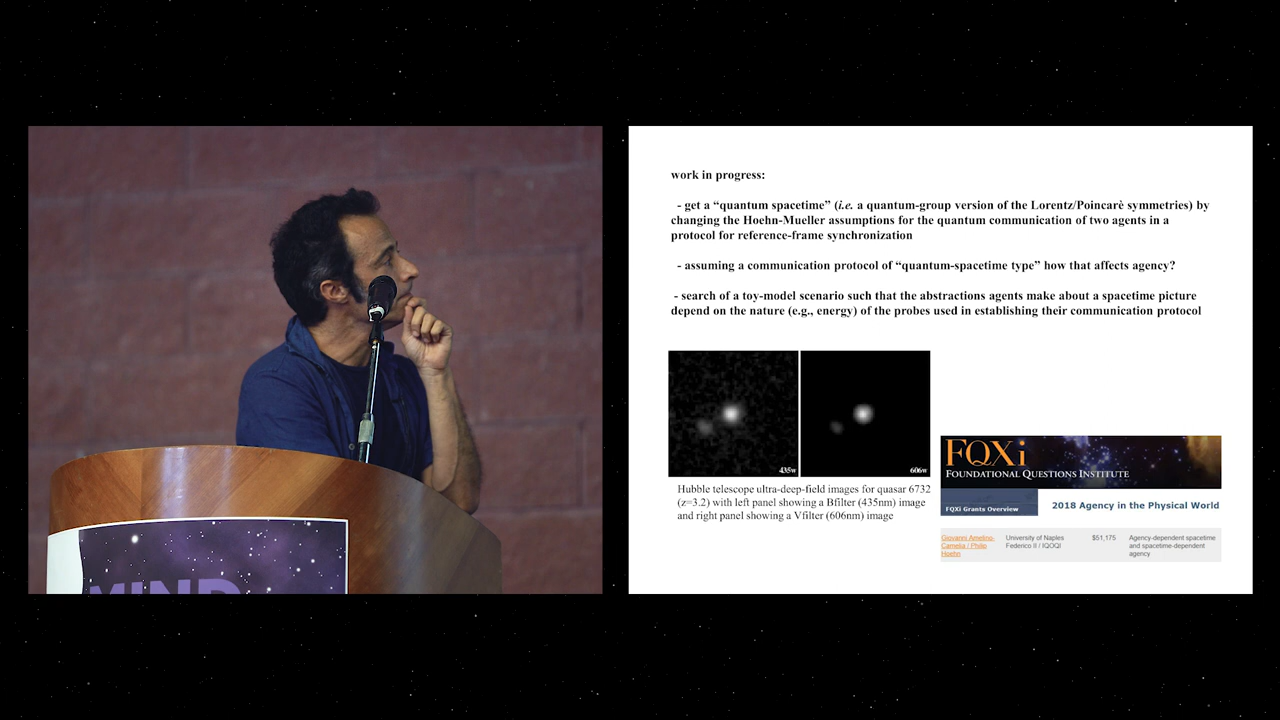 work in progress:
- get a “quantum spacetime” (i.e. a quantum-group version of the Lorentz/Poincarè symmetries) by
changing the Hoehn-Mueller assumptions for the quantum communication of two agents in a
protocol for reference-frame synchronization
- assuming a communication protocol of “quantum-spacetime type” how that affects agency?
- search of a toy-model scenario such that the abstractions agents make about a spacetime picture
depend on the nature (e.g., energy) of the probes used in establishing their communication protocol
435w
606w
Hubble telescope ultra-deep-field images for quasar 6732
(z=3.2) with left panel showing a Bfilter (435nm) image
and right panel showing a Vfilter (606nm) image
FQXi
FOUNDATIONAL QUESTIONS INSTITUTE
FQXi Grants Overview
2018 Agency in the Physical World
Giovanni Amelino-
Camelia / Philip
Hoehn
University of Naples
Federico II / IQOQI
$51,175
Agency-dependent spacetime
and spacetime-dependent
agency
MIND